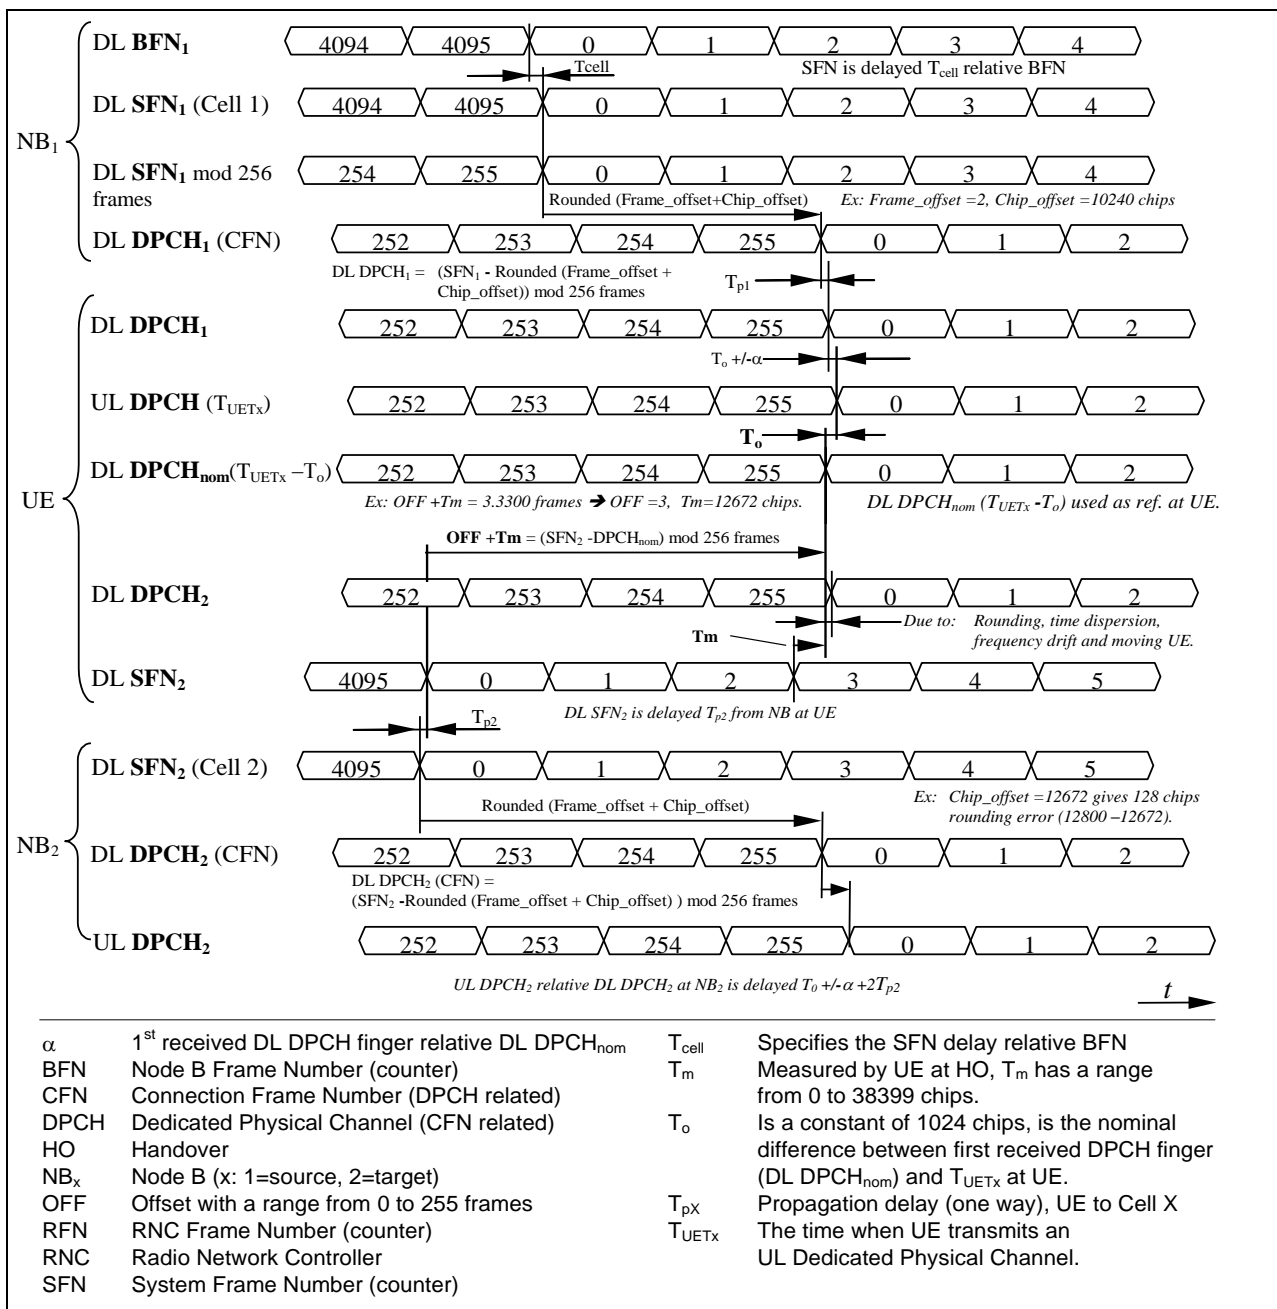 DL BFN1 4094 4095 0 1 2 3 4
Tcell SFN is delayed Tcell relative BFN
DL SFN1 (Cell 1) 4094 4095 0 1 2 3 4
NB1
DL SFN1 mod 256 frames 254 255 0 1 2 3 4
Rounded (Frame_offset+Chip_offset) Ex: Frame_offset =2, Chip_offset =10240 chips
DL DPCH1 (CFN) 252 253 254 255 0 1 2
DL DPCH1 = (SFN1 - Rounded (Frame_offset +
Chip_offset)) mod 256 frames
Tp1
DL DPCH1 252 253 254 255 0 1 2
To +/-α
UL DPCH (TUETx) 252 253 254 255 0 1 2
To
DL DPCHnom(TUETx –To) 252 253 254 255 0 1 2
UE
Ex: OFF +Tm = 3.3300 frames ➔ OFF =3, Tm=12672 chips. DL DPCHnom (TUETx -To) used as ref. at UE.
OFF +Tm = (SFN2 -DPCHnom) mod 256 frames
DL DPCH2 252 253 254 255 0 1 2
Due to: Rounding, time dispersion,
frequency drift and moving UE.
Tm
DL SFN2 4095 0 1 2 3 4 5
DL SFN2 is delayed Tp2 from NB at UE
Tp2
DL SFN2 (Cell 2) 4095 0 1 2 3 4 5
Rounded (Frame_offset + Chip_offset) Ex: Chip_offset =12672 gives 128 chips
rounding error (12800 –12672).
NB2
DL DPCH2 (CFN) 252 253 254 255 0 1 2
DL DPCH2 (CFN) =
(SFN2 -Rounded (Frame_offset + Chip_offset) ) mod 256 frames
UL DPCH2 252 253 254 255 0 1 2
UL DPCH2 relative DL DPCH2 at NB2 is delayed T0 +/-α +2Tp2
t
α 1st received DL DPCH finger relative DL DPCHnom
BFN Node B Frame Number (counter)
CFN Connection Frame Number (DPCH related)
DPCH Dedicated Physical Channel (CFN related)
HO Handover
NBx Node B (x: 1=source, 2=target)
OFF Offset with a range from 0 to 255 frames
RFN RNC Frame Number (counter)
RNC Radio Network Controller
SFN System Frame Number (counter)
Tcell Specifies the SFN delay relative BFN
Tm Measured by UE at HO, Tm has a range
from 0 to 38399 chips.
To Is a constant of 1024 chips, is the nominal
difference between first received DPCH finger
(DL DPCHnom) and TUETx at UE.
TpX Propagation delay (one way), UE to Cell X
TUETx The time when UE transmits an
UL Dedicated Physical Channel.